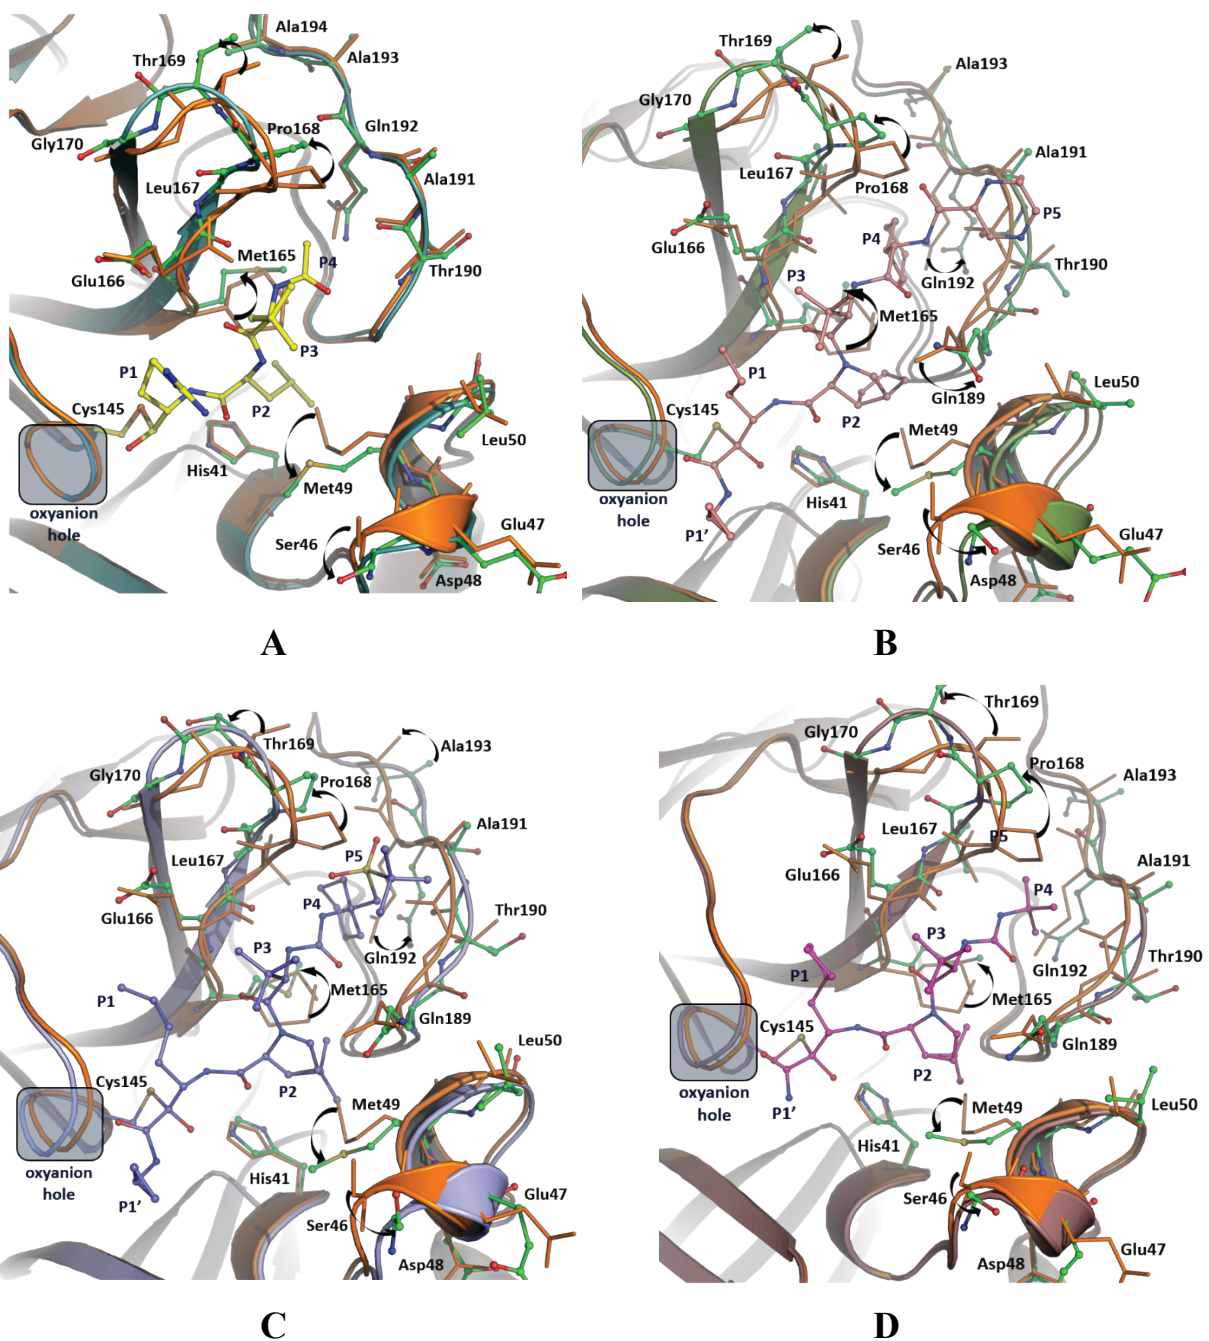 Ala194
Thr169
Ala193
Gly170
Pro168
Gln192
Leu167
Ala191
Glu166
Met165
P4
Thr190
P3
P1
P2
Cys145
Leu50
His41
Met49
oxyanion
hole
Ser46
Glu47
Asp48
A
Thr169
Ala193
Gly170
Ala191
Leu167
Pro168
P5
Glu166
P4
Thr190
P3
Gln192
Met165
P1
Gln189
Leu50
Cys145
P2
Met49
oxyanion
hole
His41
P1’
Ser46
Glu47
Asp48
B
Thr169
Ala193
Gly170
Pro168
Ala191
Leu167
P5
Glu166
P4
Thr190
P3
Gln192
P1
Met165
Gln189
Leu50
Cys145
P2
Met49
oxyanion
hole
His41
P1’
Ser46
Glu47
Asp48
C
Thr169
Gly170
Pro168
Ala193
Leu167
P5
Ala191
Glu166
P4
P3
Thr190
P1
Gln192
Met165
Cys145
Gln189
oxyanion
hole
P2
P1’
Met49
Leu50
His41
Ser46
Glu47
Asp48
D